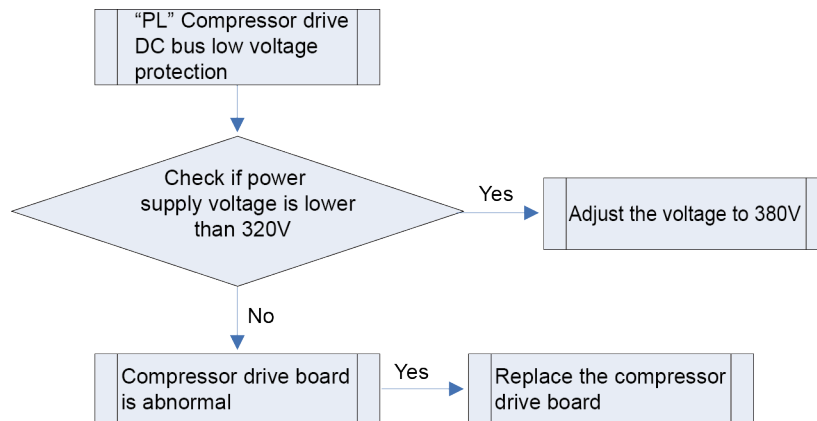 “PL” Compressor drive
DC bus low voltage
protection
Check if power
supply voltage is lower
than 320V
Yes
Adjust the voltage to 380V
No
Compressor drive board
is abnormal
Yes
Replace the compressor
drive board